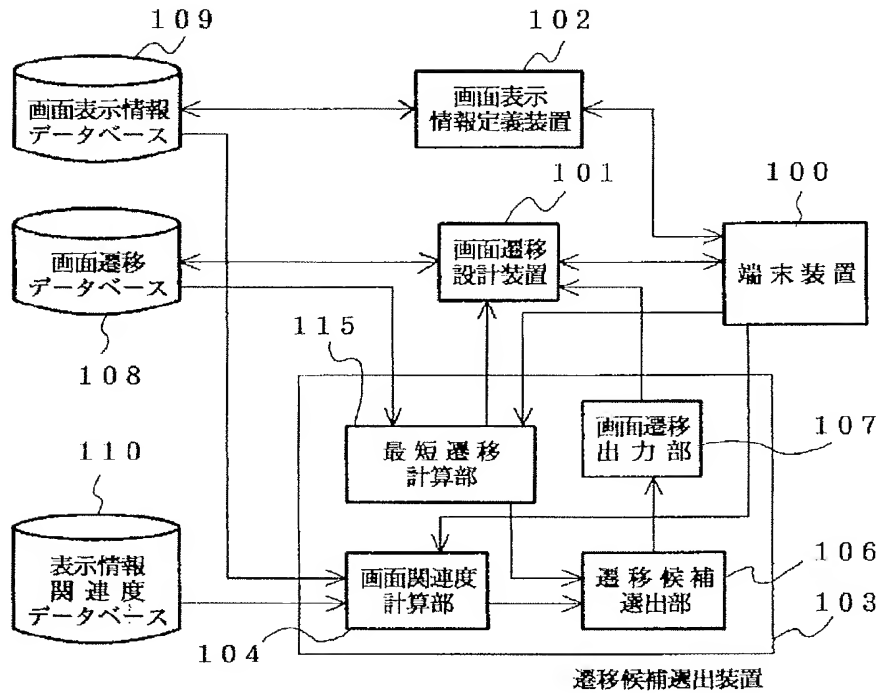 109
102
画面表示情報
データベース
画面表示
情報定義装置
101
100
画面遷移
データベース
画面遷移
設計装置
端末装置
108
115
107
最短遷移
計算部
画面遷移
出力部
110
表示情報
関連度
データベース
画面関連度
計算部
遷移候補
選出部
106
103
104
遷移候補選出装置